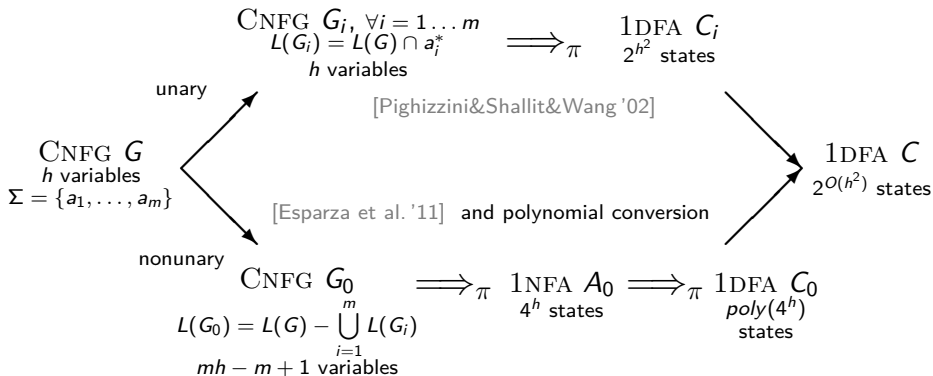 CNFG G_i, ∀i = 1 . . . m
L(G_i) = L(G) ∩ a_i^*
h variables
⟹_π
1DFA C_i
2^{h^2} states
unary
[Pighizzini&Shallit&Wang '02]
CNFG G
h variables
Σ = {a_1, . . . , a_m}
1DFA C
2^{O(h^2)} states
[Esparza et al. '11] and polynomial conversion
nonunary
CNFG G_0
L(G_0) = L(G) − ⋃_{i=1}^{m} L(G_i)
mh − m + 1 variables
⟹_π
1NFA A_0
4^h states
⟹_π
1DFA C_0
poly(4^h)
states